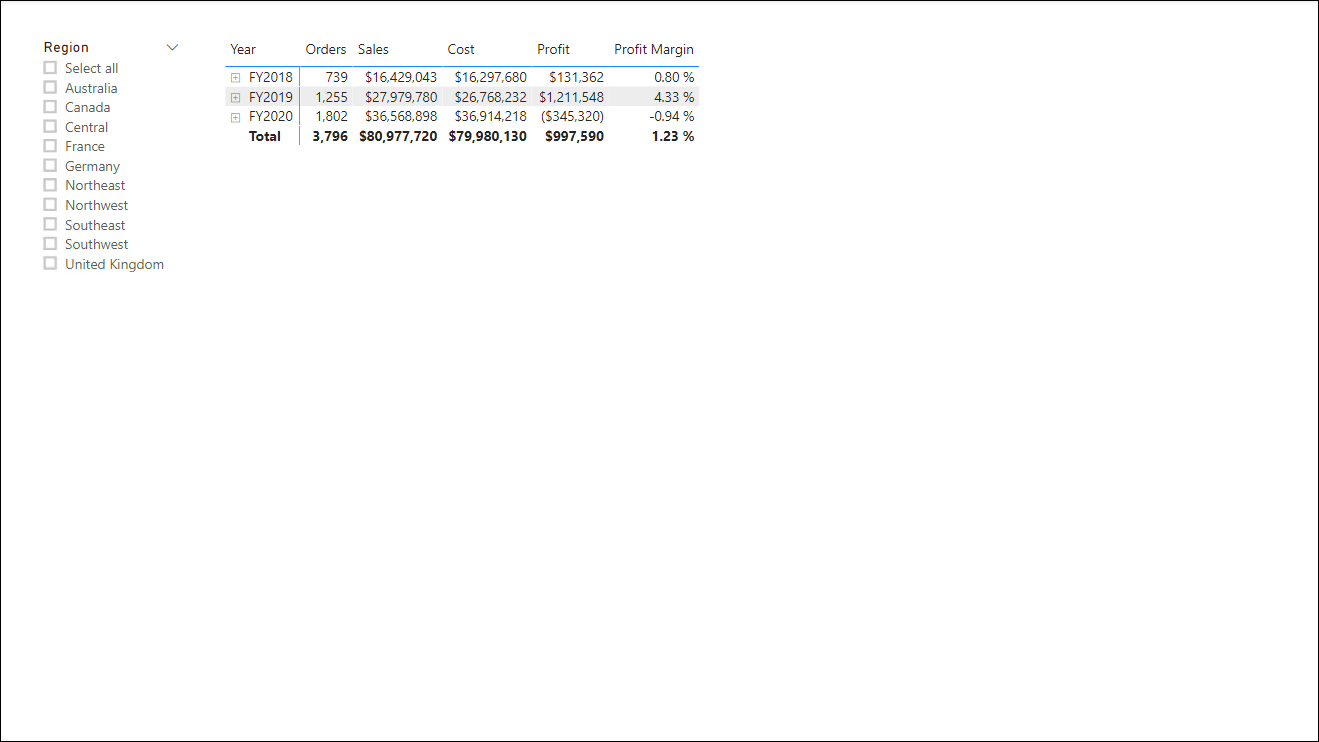 Region
Select all
Australia
Canada
Central
France
Germany
Northeast
Northwest
Southeast
Southwest
United Kingdom
Year Orders Sales Cost Profit Profit Margin
FY2018 739 $16,429,043 $16,297,680 $131,362 0.80 %
FY2019 1,255 $27,979,780 $26,768,232 $1,211,548 4.33 %
FY2020 1,802 $36,568,898 $36,914,218 ($345,320) -0.94 %
Total 3,796 $80,977,720 $79,980,130 $997,590 1.23 %